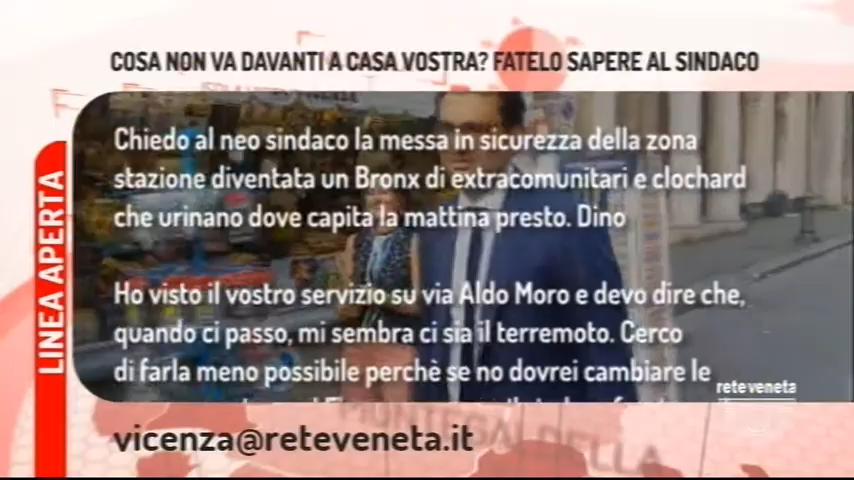 COSA NON VA DAVANTI A CASA VOSTRA? FATELO SAPERE AL SINDACO
LINEA APERTA
Chiedo al neo sindaco la messa in sicurezza della zona
stazione diventata un Bronx di extracomunitari e clochard
che urinano dove capita la mattina presto. Dino
Ho visto il vostro servizio su via Aldo Moro e devo dire che,
quando ci passo, mi sembra ci sia il terremoto. Cerco
di farla meno possibile perchè se no dovrei cambiare le
reteveneta
MONTEGALDELLA
vicenza@reteveneta.it